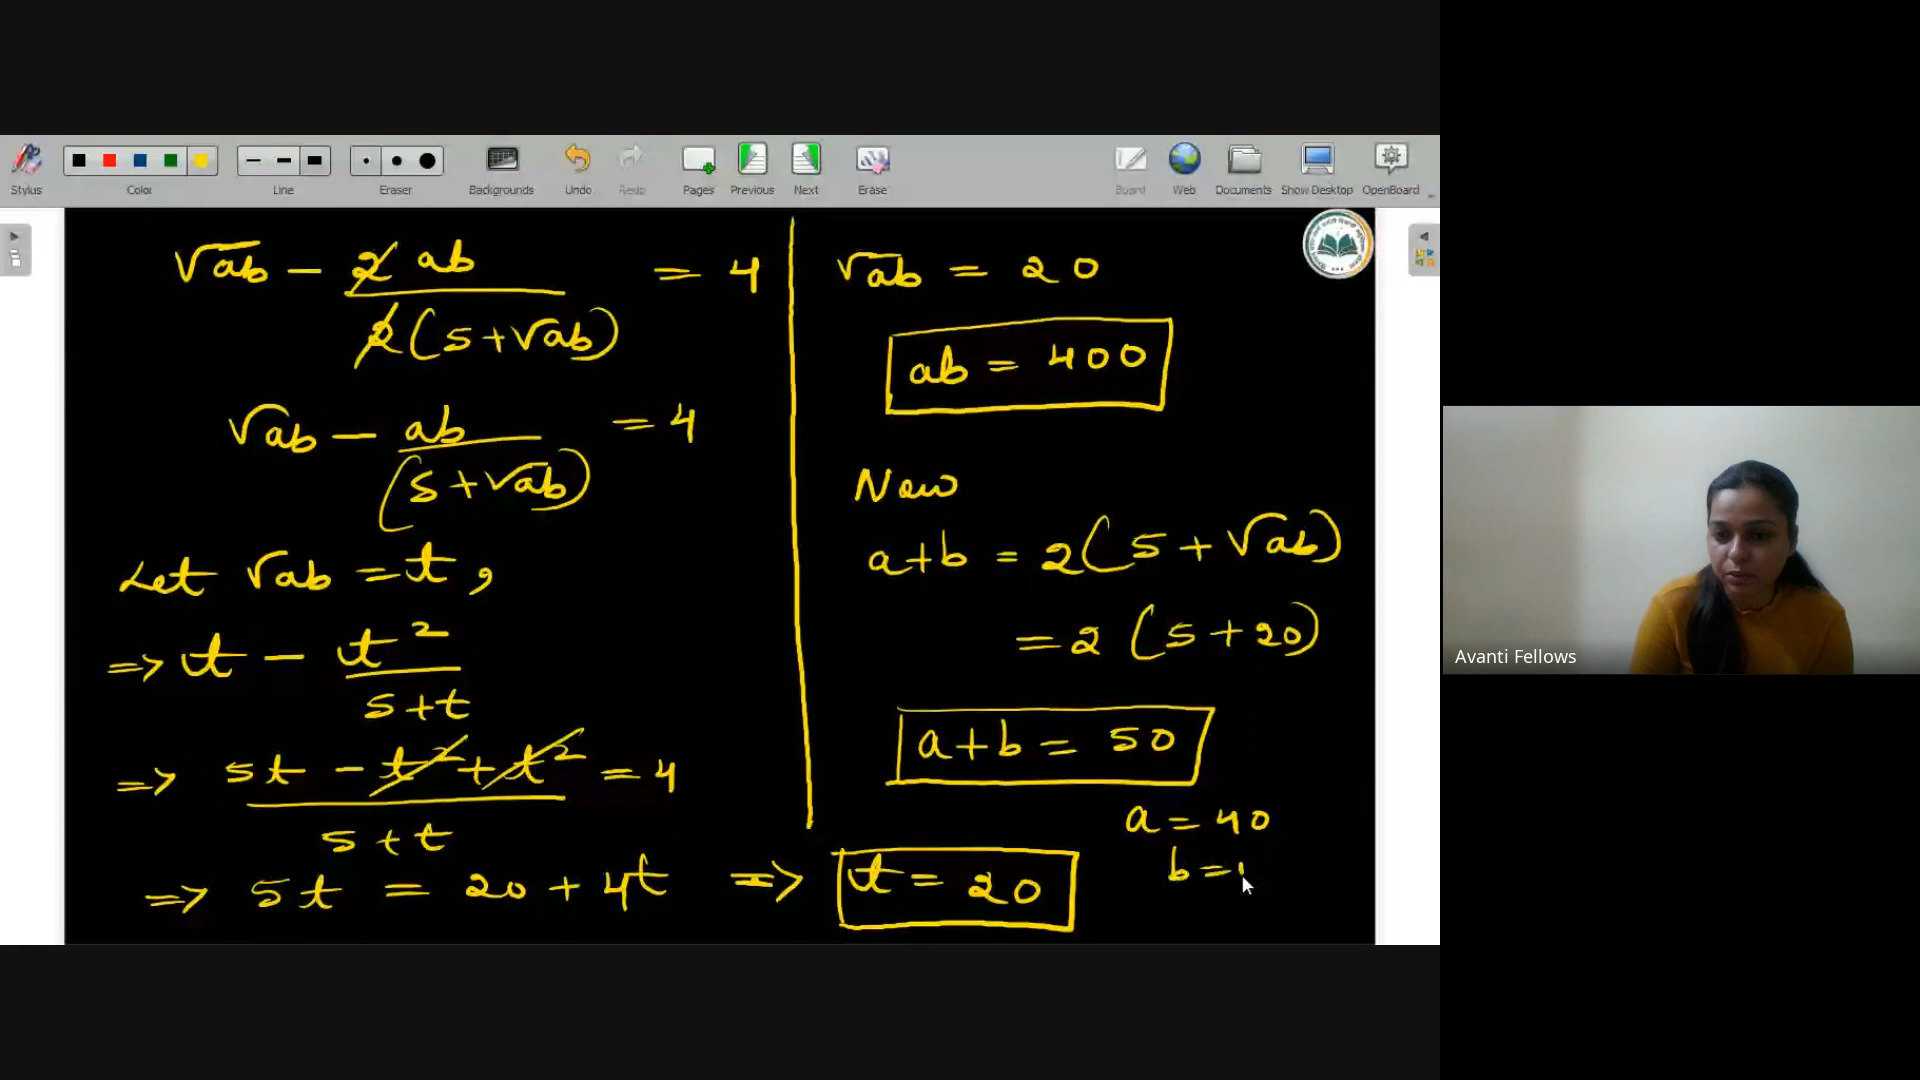 Stylus
Color
Line
Eraser
Backgrounds
Undo
Redo
Pages
Previous
Next
Erase
Board
Web
Documents
Show Desktop
OpenBoard
√ab − 2 ab / 2(5+√ab) = 4
√ab − ab / (5+√ab) = 4
Let √ab = t,
=> t − t² / 5+t
=> 5t − t² + t² / 5+t = 4
=> 5t = 20 + 4t => t = 20
√ab = 20
ab = 400
Now
a+b = 2(5+√ab)
= 2 (5+20)
a+b = 50
a = 40
b =
Avanti Fellows